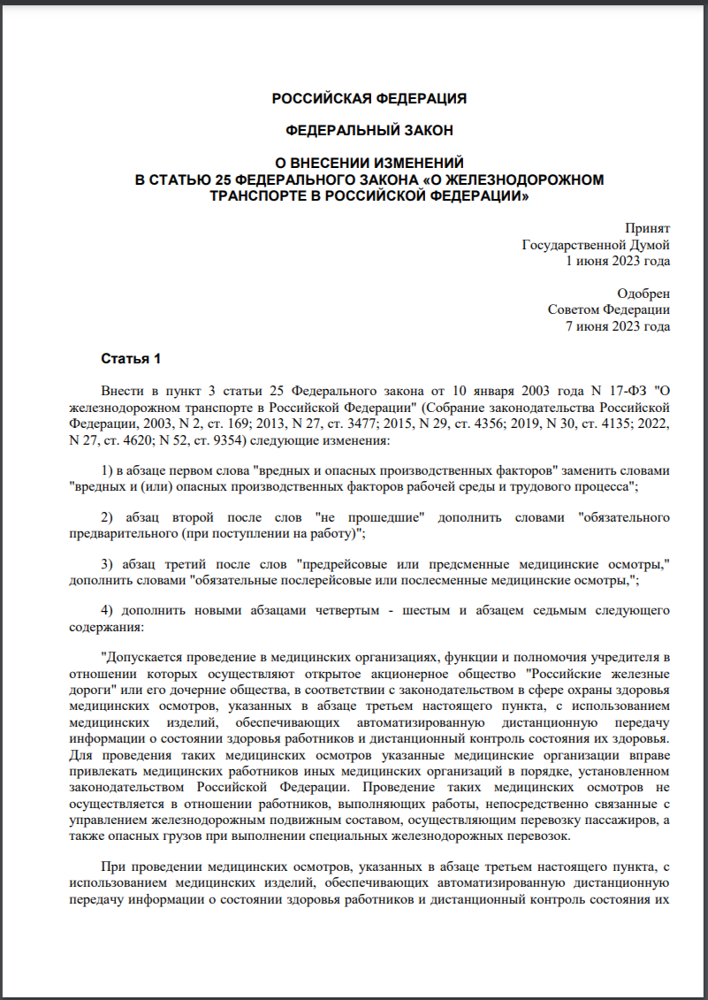 РОССИЙСКАЯ ФЕДЕРАЦИЯ
ФЕДЕРАЛЬНЫЙ ЗАКОН
О ВНЕСЕНИИ ИЗМЕНЕНИЙ
В СТАТЬЮ 25 ФЕДЕРАЛЬНОГО ЗАКОНА «О ЖЕЛЕЗНОДОРОЖНОМ
ТРАНСПОРТЕ В РОССИЙСКОЙ ФЕДЕРАЦИИ»
Принят
Государственной Думой
1 июня 2023 года
Одобрен
Советом Федерации
7 июня 2023 года
Статья 1
Внести в пункт 3 статьи 25 Федерального закона от 10 января 2003 года N 17-ФЗ "О
железнодорожном транспорте в Российской Федерации" (Собрание законодательства Российской
Федерации, 2003, N 2, ст. 169; 2013, N 27, ст. 3477; 2015, N 29, ст. 4356; 2019, N 30, ст. 4135; 2022,
N 27, ст. 4620; N 52, ст. 9354) следующие изменения:
1) в абзаце первом слова "вредных и опасных производственных факторов" заменить словами
"вредных и (или) опасных производственных факторов рабочей среды и трудового процесса";
2) абзац второй после слов "не прошедшие" дополнить словами "обязательного
предварительного (при поступлении на работу)";
3) абзац третий после слов "предрейсовые или предсменные медицинские осмотры,"
дополнить словами "обязательные послерейсовые или послесменные медицинские осмотры,";
4) дополнить новыми абзацами четвертым - шестым и абзацем седьмым следующего
содержания:
"Допускается проведение в медицинских организациях, функции и полномочия учредителя в
отношении которых осуществляют открытое акционерное общество "Российские железные
дороги" или его дочерние общества, в соответствии с законодательством в сфере охраны здоровья
медицинских осмотров, указанных в абзаце третьем настоящего пункта, с использованием
медицинских изделий, обеспечивающих автоматизированную дистанционную передачу
информации о состоянии здоровья работников и дистанционный контроль состояния их здоровья.
Для проведения таких медицинских осмотров указанные медицинские организации вправе
привлекать медицинских работников иных медицинских организаций в порядке, установленном
законодательством Российской Федерации. Проведение таких медицинских осмотров не
осуществляется в отношении работников, выполняющих работы, непосредственно связанные с
управлением железнодорожным подвижным составом, осуществляющим перевозку пассажиров, а
также опасных грузов при выполнении специальных железнодорожных перевозок.
При проведении медицинских осмотров, указанных в абзаце третьем настоящего пункта, с
использованием медицинских изделий, обеспечивающих автоматизированную дистанционную
передачу информации о состоянии здоровья работников и дистанционный контроль состояния их